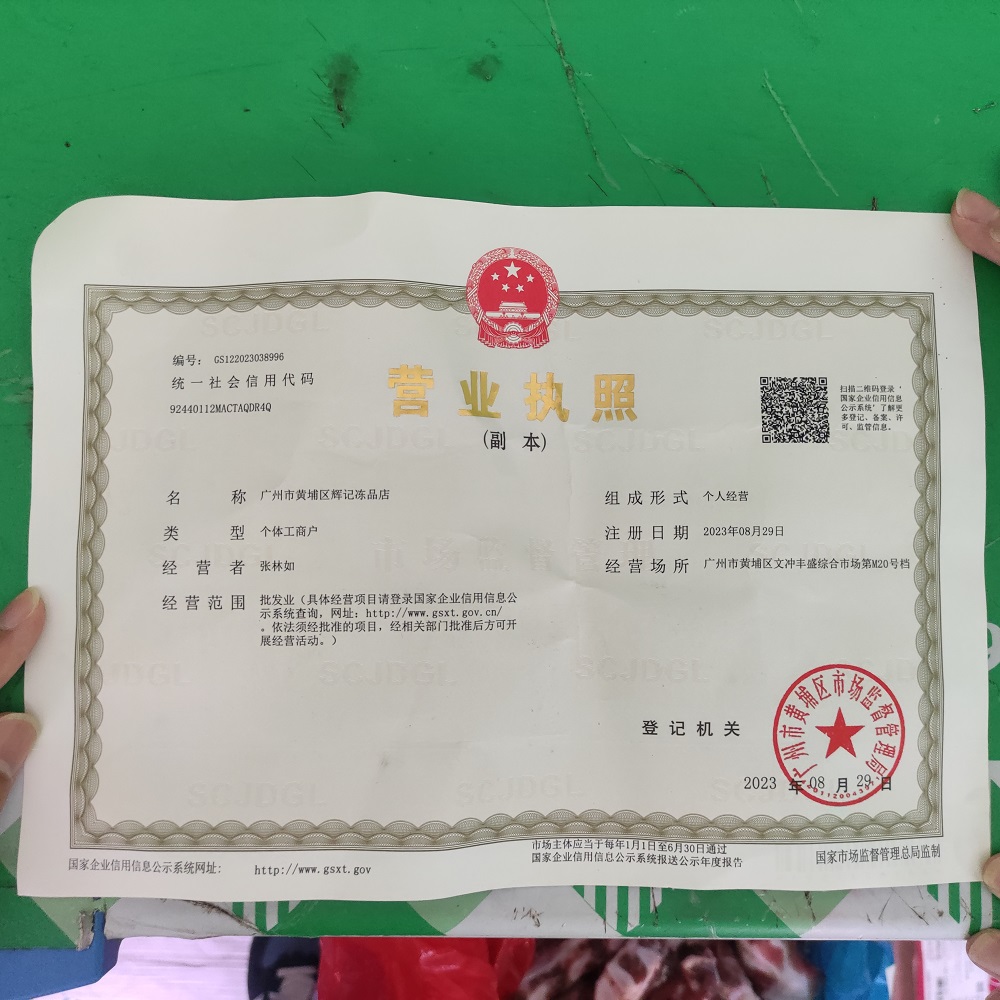 编号： GS122023038996
统一社会信用代码
92440112MACTAQDR4Q
营业执照
（副 本）
扫描二维码登录‘
国家企业信用信息
公示系统’了解更
多登记、备案、许
可、监管信息。
名 称 广州市黄埔区辉记冻品店
类 型 个体工商户
经 营 者 张林如
经 营 范 围 批发业（具体经营项目请登录国家企业信用信息公
示系统查询，网址：http://www.gsxt.gov.cn/
。依法须经批准的项目，经相关部门批准后方可开
展经营活动。）
组 成 形 式 个人经营
注 册 日 期 2023年08月29日
经 营 场 所 广州市黄埔区文冲丰盛综合市场第M20号档
登 记 机 关
广州市黄埔区市场监督管理局
2023 年 08 月 29 日
国家企业信用信息公示系统网址： http://www.gsxt.gov
市场主体应当于每年1月1日至6月30日通过
国家企业信用信息公示系统报送公示年度报告
国家市场监督管理总局监制
SCJDGL